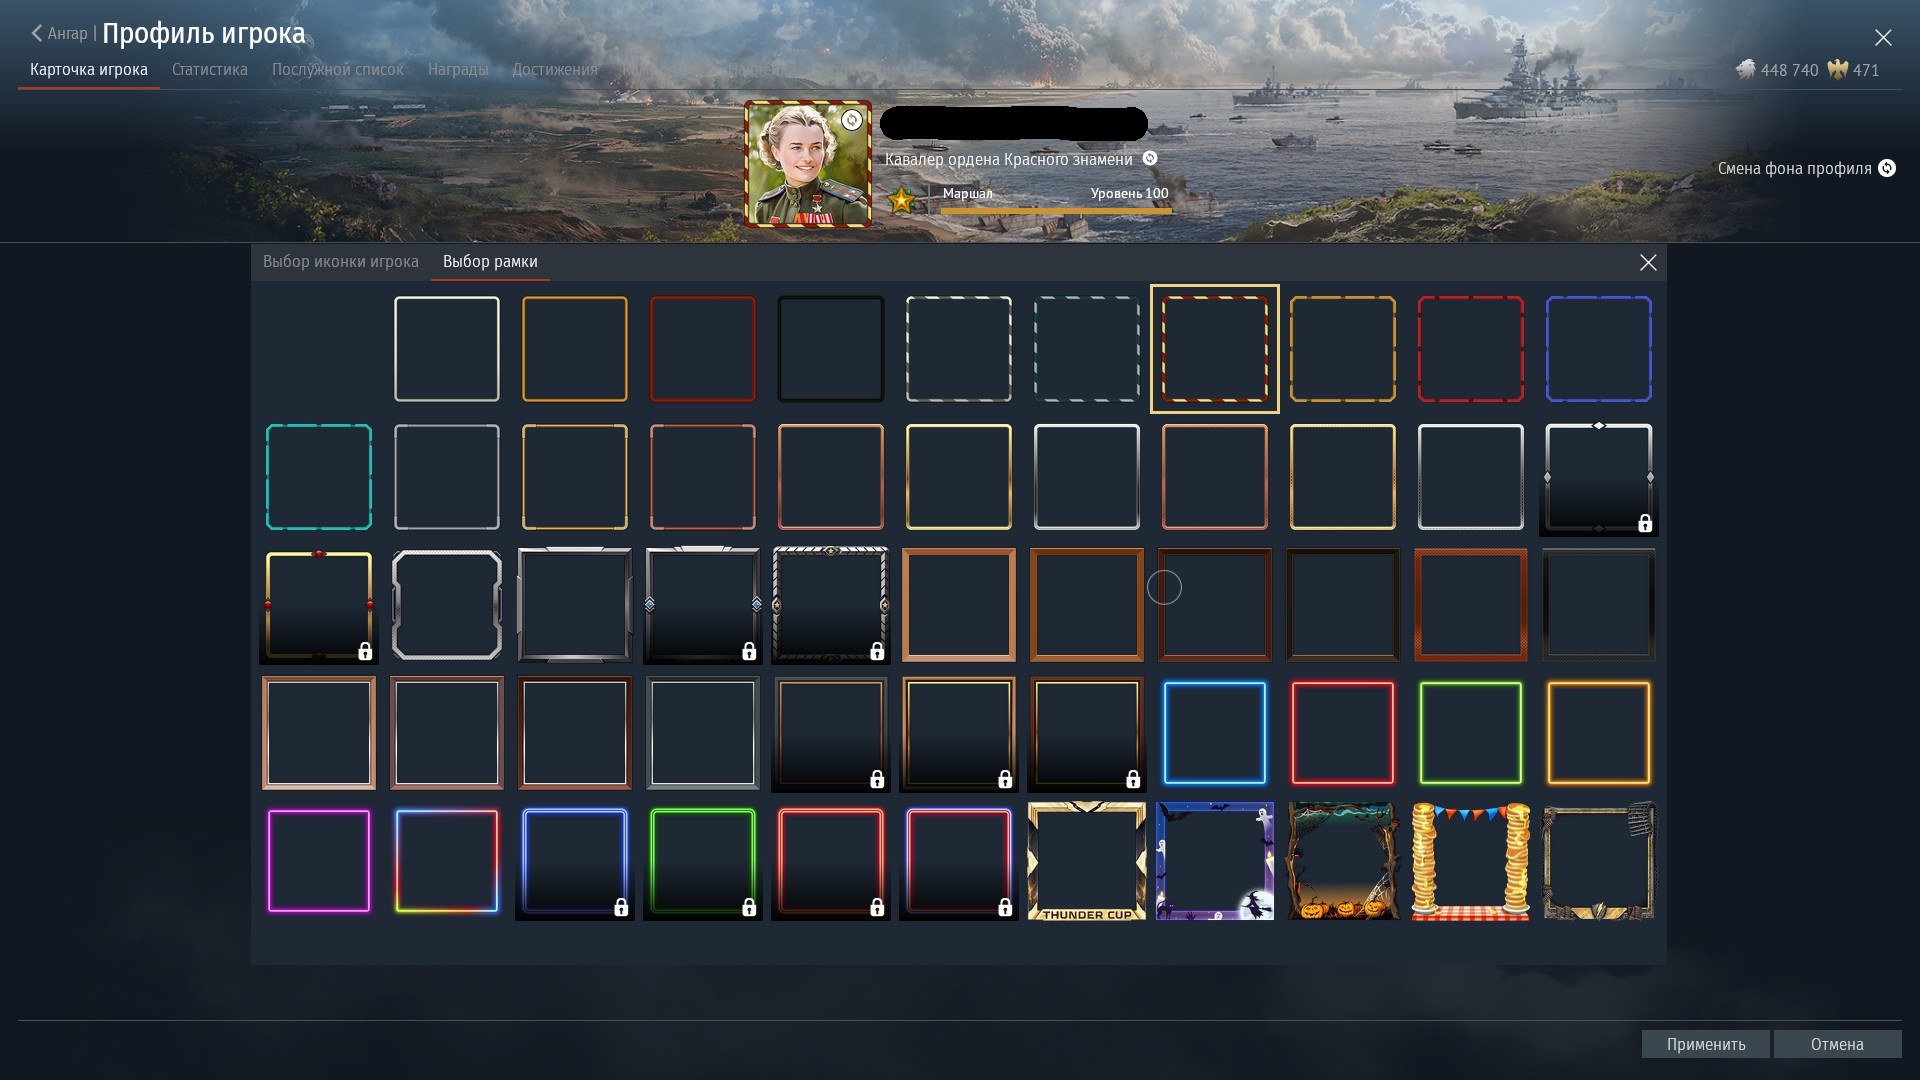 Ангар | Профиль игрока
Карточка игрока Статистика Послужной список Награды Достижения
448 740 471
Кавалер ордена Красного знамени
Смена фона профиля
Маршал Уровень 100
Выбор иконки игрока Выбор рамки
THUNDER CUP
Применить Отмена